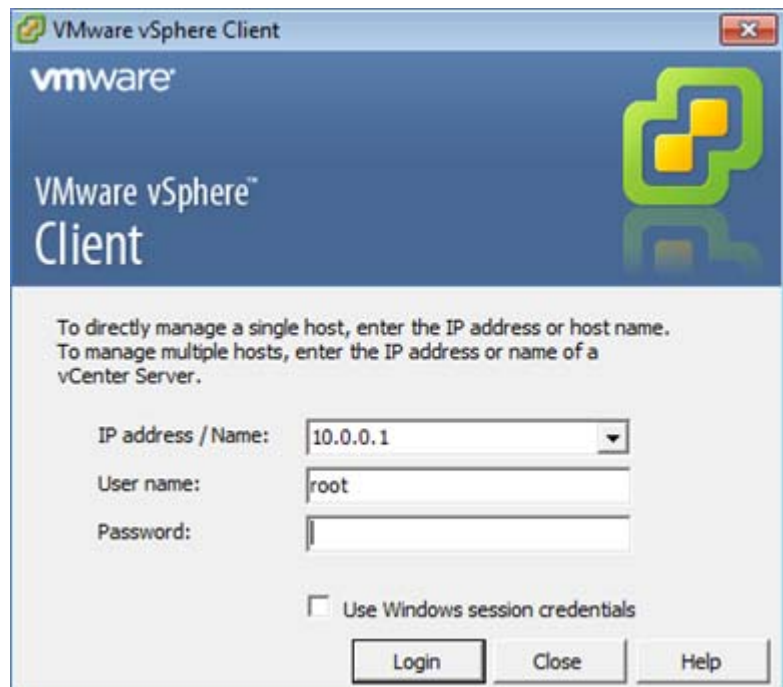 VMware vSphere Client
vmware
VMware vSphere™
Client
To directly manage a single host, enter the IP address or host name.
To manage multiple hosts, enter the IP address or name of a
vCenter Server.
IP address / Name: 10.0.0.1
User name: root
Password:
Use Windows session credentials
Login Close Help